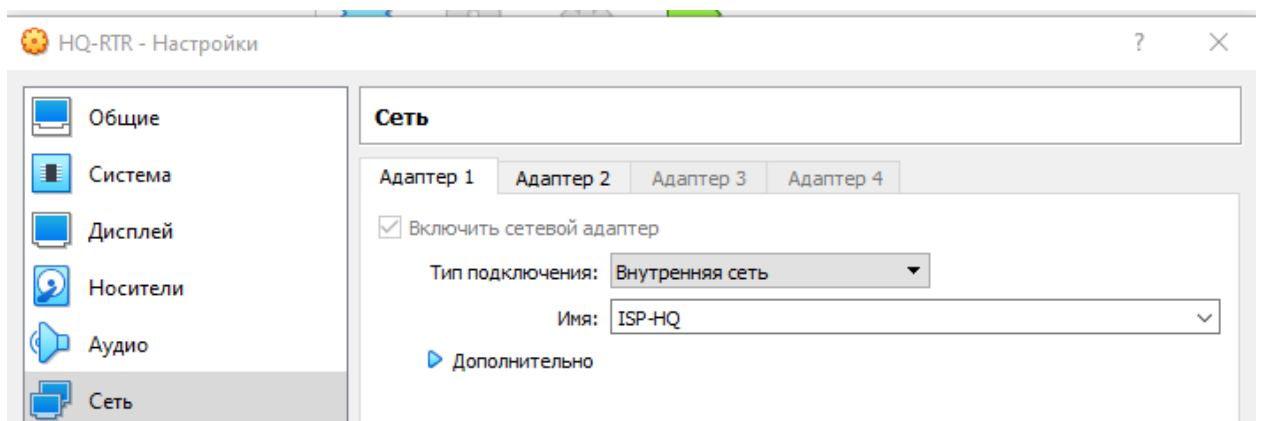 HQ-RTR - Настройки ? ×
Общие
Система
Дисплей
Носители
Аудио
Сеть
Сеть
Адаптер 1 Адаптер 2 Адаптер 3 Адаптер 4
Включить сетевой адаптер
Тип подключения: Внутренняя сеть
Имя: ISP-HQ
Дополнительно